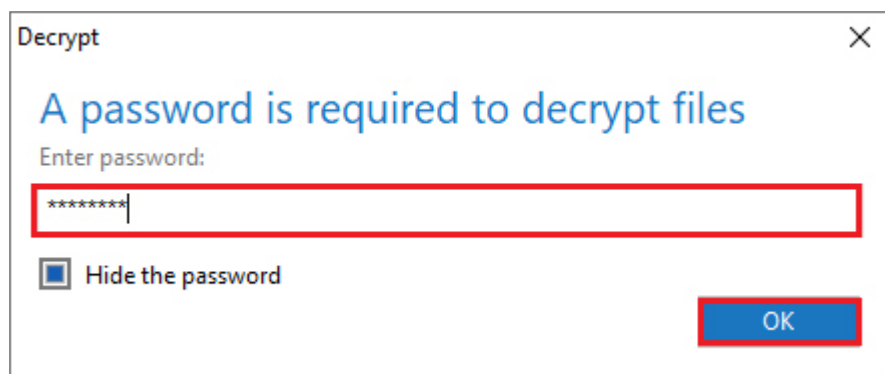 Decrypt
A password is required to decrypt files
Enter password:
********
Hide the password
OK